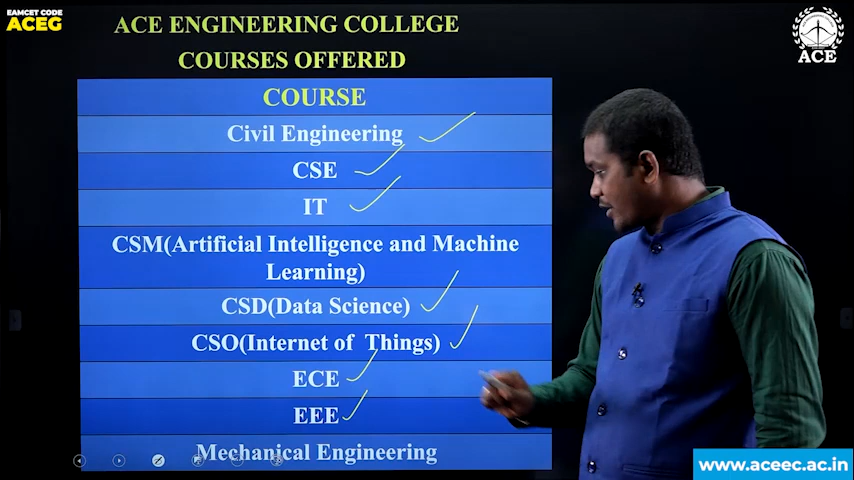 EAMCET CODE
ACEG
ACE ENGINEERING COLLEGE
COURSES OFFERED
ACE
COURSE
Civil Engineering
CSE
IT
CSM(Artificial Intelligence and Machine
Learning)
CSD(Data Science)
CSO(Internet of Things)
ECE
EEE
Mechanical Engineering
www.aceec.ac.in